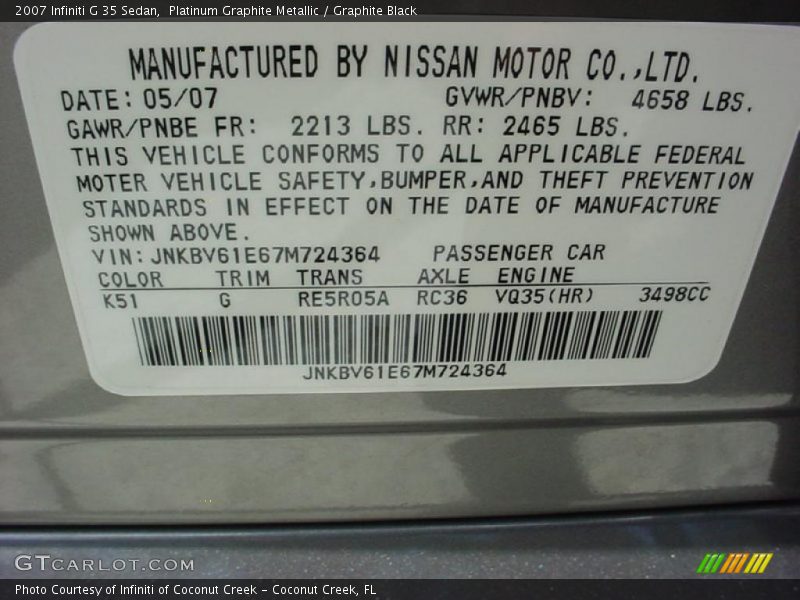 2007 Infiniti G 35 Sedan,  Platinum Graphite Metallic / Graphite Black
MANUFACTURED BY NISSAN MOTOR CO.,LTD.
DATE: 05/07 GVWR/PNBV: 4658 LBS.
GAWR/PNBE FR: 2213 LBS. RR: 2465 LBS.
THIS VEHICLE CONFORMS TO ALL APPLICABLE FEDERAL
MOTER VEHICLE SAFETY,BUMPER,AND THEFT PREVENTION
STANDARDS IN EFFECT ON THE DATE OF MANUFACTURE
SHOWN ABOVE.
VIN: JNKBV61E67M724364 PASSENGER CAR
COLOR TRIM TRANS AXLE ENGINE
K51 G RE5R05A RC36 VQ35(HR) 3498CC
JNKBV61E67M724364
GTCARLOT.COM
Photo Courtesy of Infiniti of Coconut Creek – Coconut Creek, FL